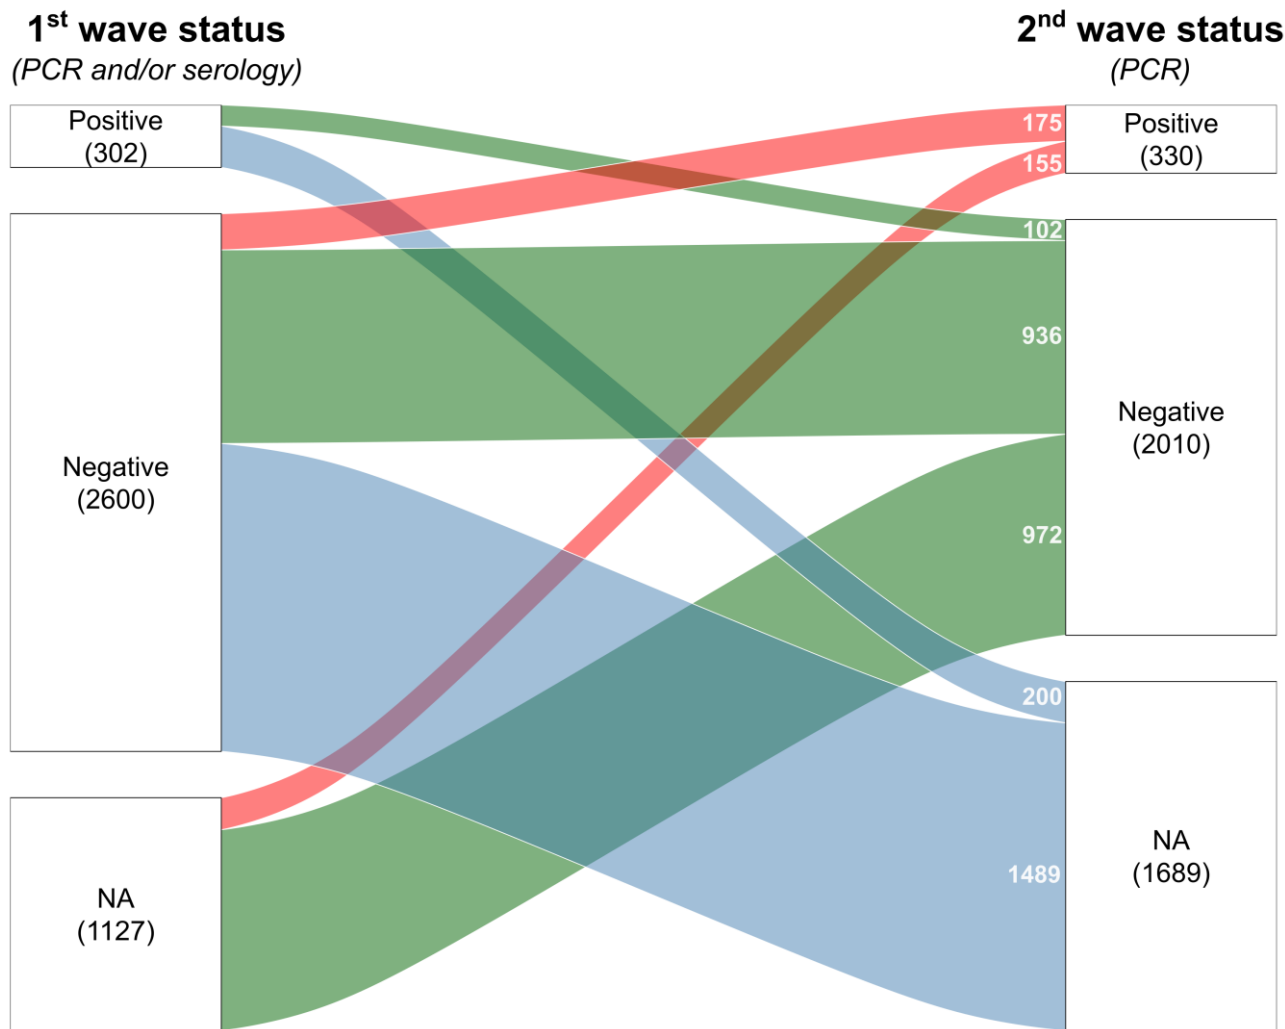 1st wave status
(PCR and/or serology)
2nd wave status
(PCR)
Positive
(302)
Negative
(2600)
NA
(1127)
175
155
102
936
972
200
1489
Positive
(330)
Negative
(2010)
NA
(1689)